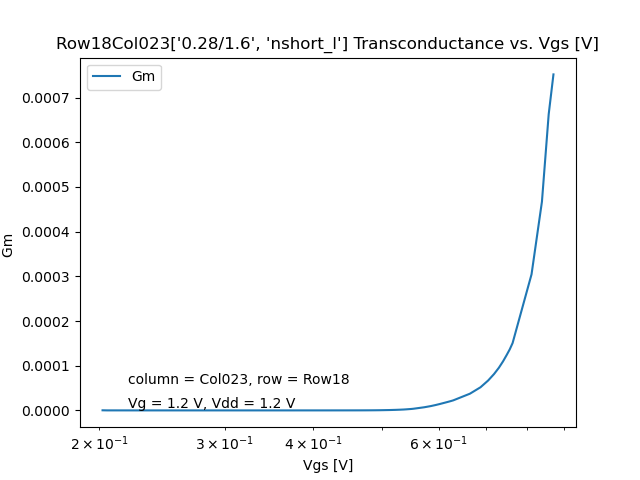 Row18Col023['0.28/1.6', 'nshort_l'] Transconductance vs. Vgs [V]
Gm
0.0007
0.0006
0.0005
0.0004
0.0003
0.0002
0.0001
0.0000
Gm
column = Col023, row = Row18
Vg = 1.2 V, Vdd = 1.2 V
2 × 10⁻¹ 3 × 10⁻¹ 4 × 10⁻¹ 6 × 10⁻¹
Vgs [V]